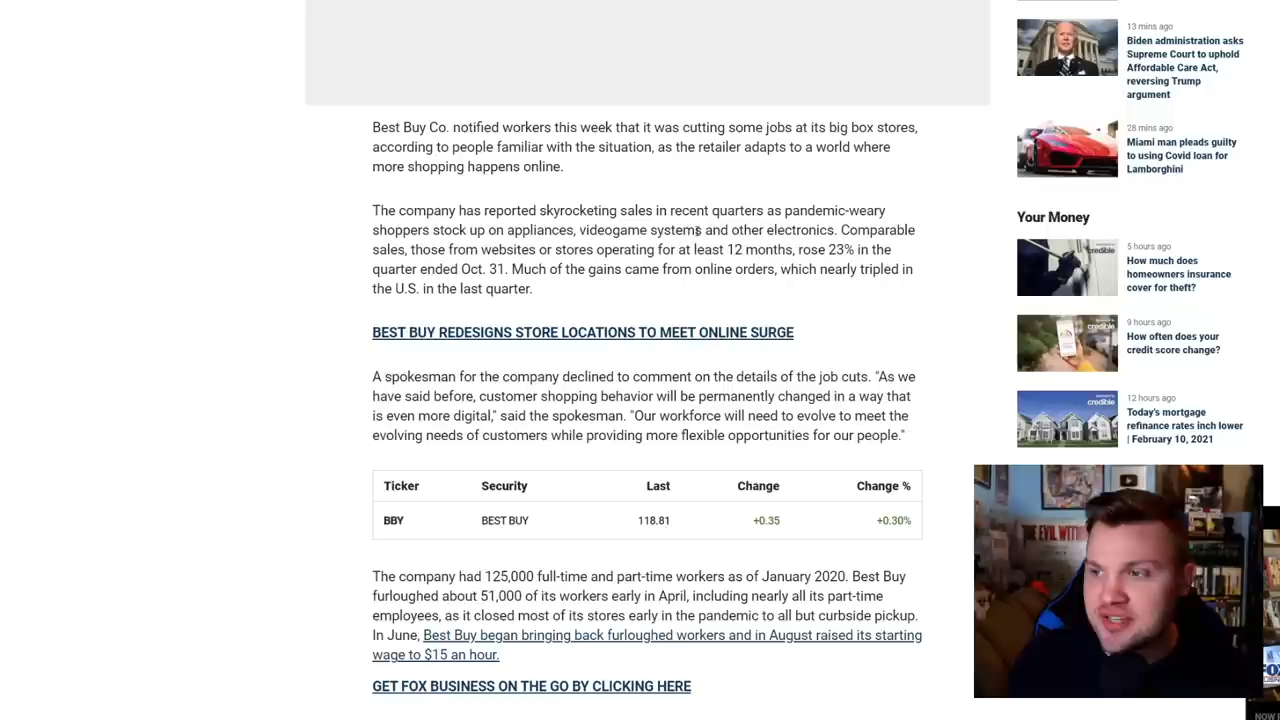 Best Buy Co. notified workers this week that it was cutting some jobs at its big box stores,
according to people familiar with the situation, as the retailer adapts to a world where
more shopping happens online.
The company has reported skyrocketing sales in recent quarters as pandemic-weary
shoppers stock up on appliances, videogame systems and other electronics. Comparable
sales, those from websites or stores operating for at least 12 months, rose 23% in the
quarter ended Oct. 31. Much of the gains came from online orders, which nearly tripled in
the U.S. in the last quarter.
BEST BUY REDESIGNS STORE LOCATIONS TO MEET ONLINE SURGE
A spokesman for the company declined to comment on the details of the job cuts. "As we
have said before, customer shopping behavior will be permanently changed in a way that
is even more digital," said the spokesman. "Our workforce will need to evolve to meet the
evolving needs of customers while providing more flexible opportunities for our people."
Ticker Security Last Change Change %
BBY BEST BUY 118.81 +0.35 +0.30%
The company had 125,000 full-time and part-time workers as of January 2020. Best Buy
furloughed about 51,000 of its workers early in April, including nearly all its part-time
employees, as it closed most of its stores early in the pandemic to all but curbside pickup.
In June, Best Buy began bringing back furloughed workers and in August raised its starting
wage to $15 an hour.
GET FOX BUSINESS ON THE GO BY CLICKING HERE
13 mins ago
Biden administration asks
Supreme Court to uphold
Affordable Care Act,
reversing Trump
argument
28 mins ago
Miami man pleads guilty
to using Covid loan for
Lamborghini
Your Money
credible
5 hours ago
How much does
homeowners insurance
cover for theft?
credible
9 hours ago
How often does your
credit score change?
credible
12 hours ago
Today's mortgage
refinance rates inch lower
| February 10, 2021
THE EVIL WITHIN